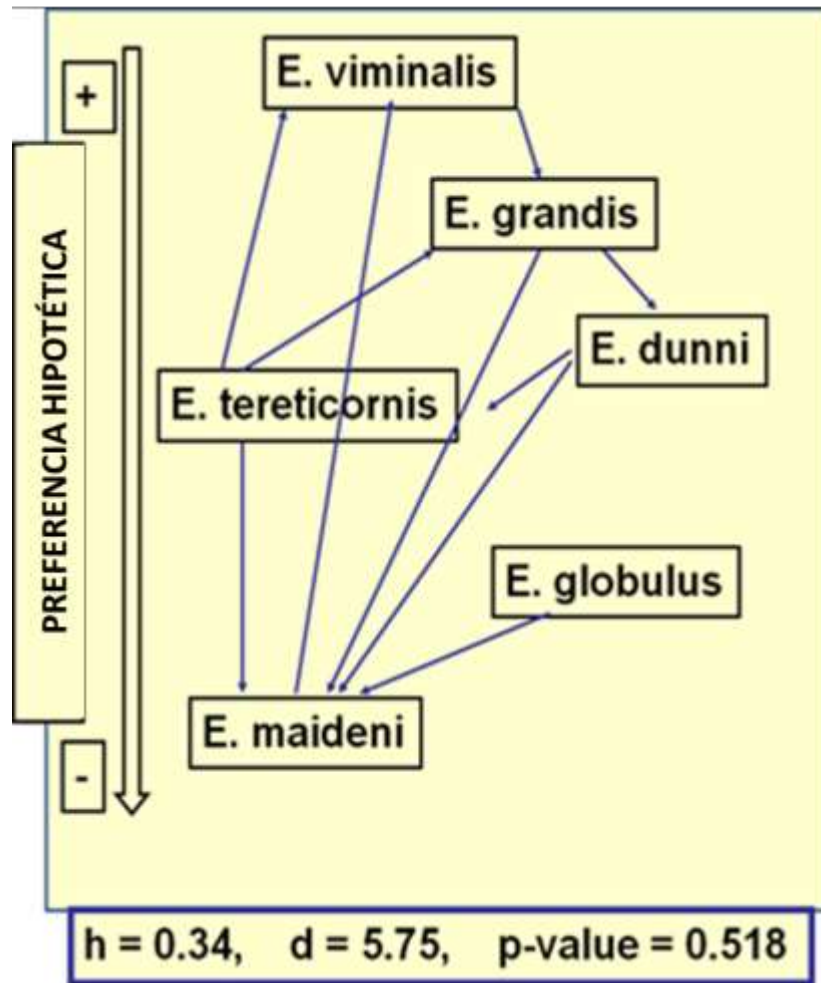 +
PREFERENCIA HIPOTÉTICA
-
E. viminalis
E. grandis
E. dunni
E. tereticornis
E. globulus
E. maideni
h = 0.34, d = 5.75, p-value = 0.518